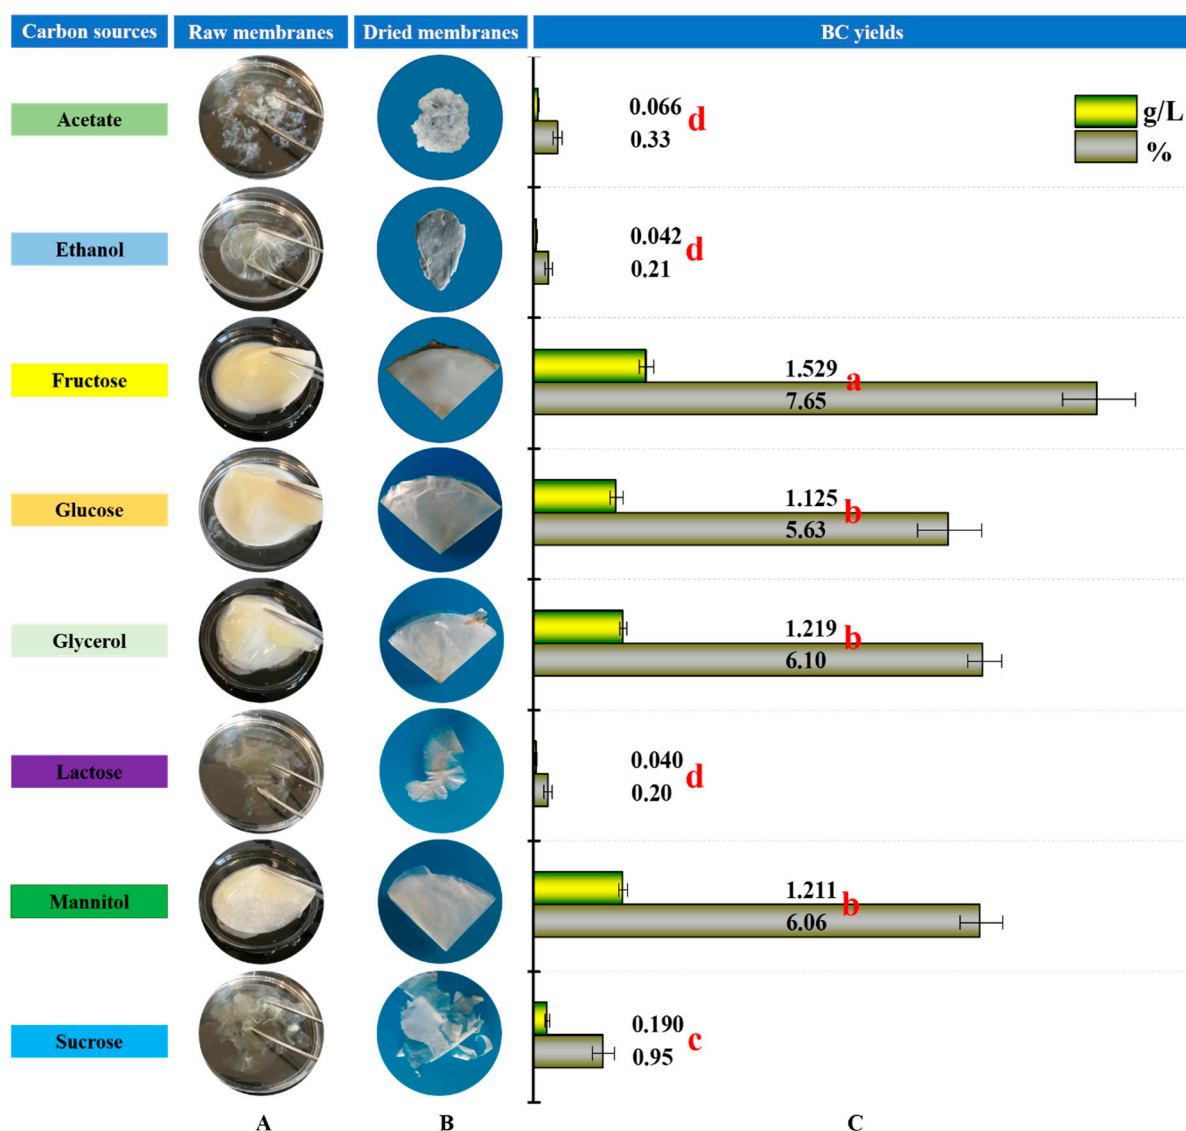 Carbon sources Raw membranes Dried membranes BC yields
g/L
%
Acetate
0.066
0.33
d
Ethanol
0.042
0.21
d
Fructose
1.529
7.65
a
Glucose
1.125
5.63
b
Glycerol
1.219
6.10
b
Lactose
0.040
0.20
d
Mannitol
1.211
6.06
b
Sucrose
0.190
0.95
c
A B C